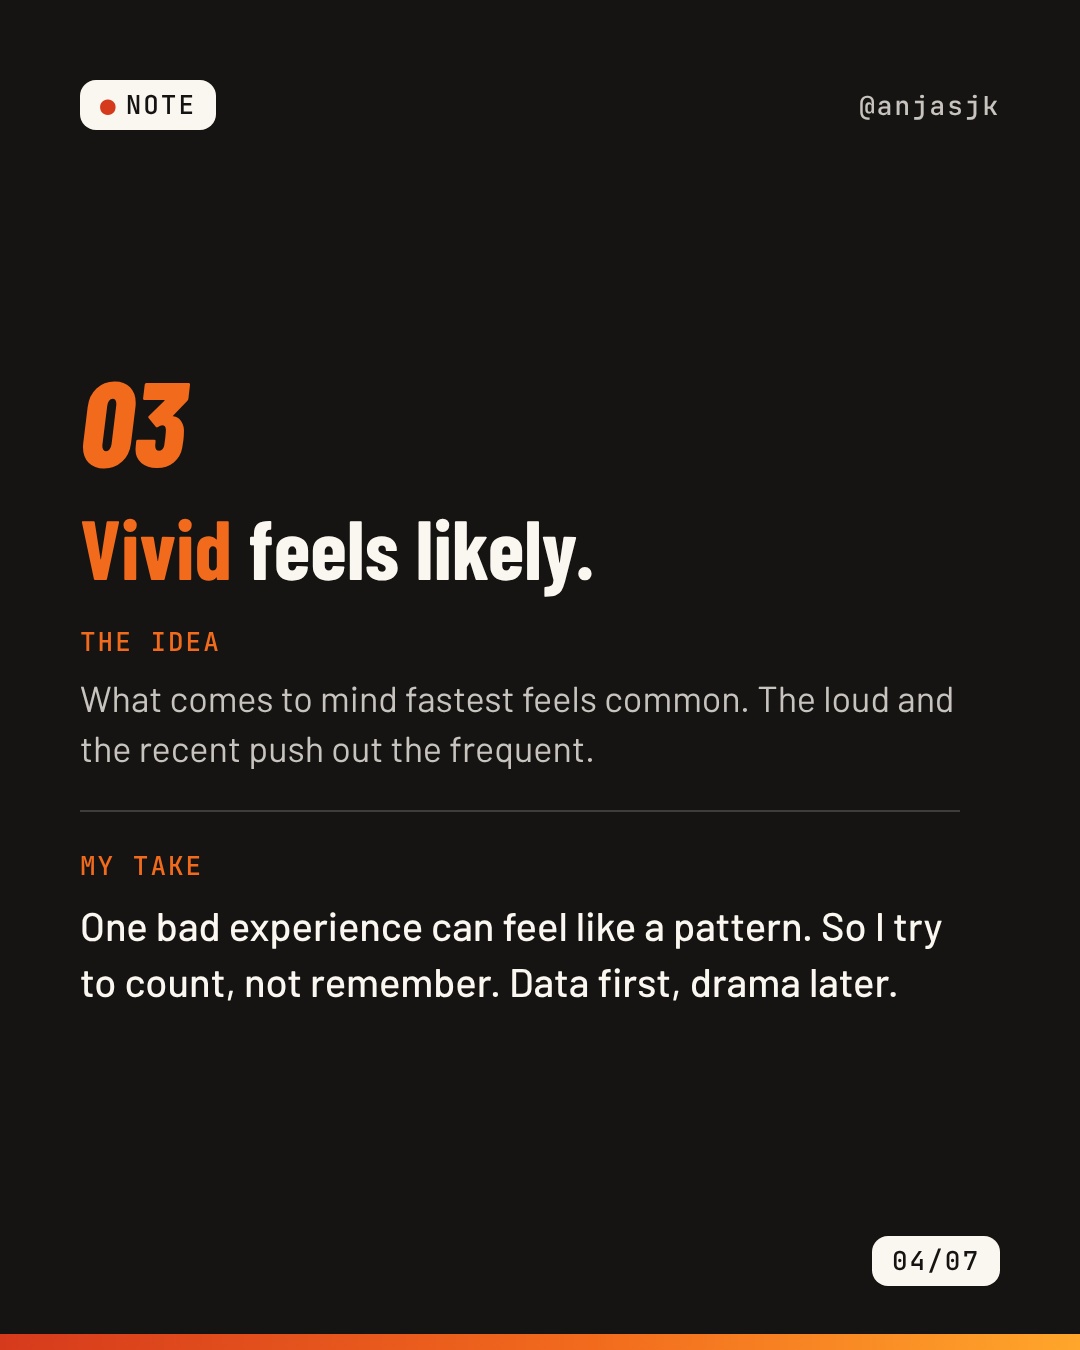 NOTE
@anjasjk
03
Vivid feels likely.
THE IDEA
What comes to mind fastest feels common. The loud and
the recent push out the frequent.
MY TAKE
One bad experience can feel like a pattern. So I try
to count, not remember. Data first, drama later.
04/07